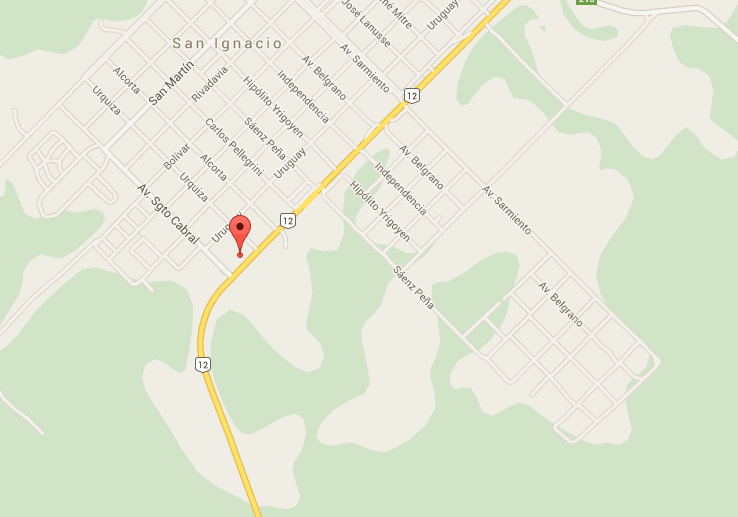 né Mitre
Uruguay
210
José Lanusse
San Ignacio
Av. Sarmiento
Av. Belgrano
Alcorta
San Martín
Rivadavia
Independencia
Hipólito Yrigoyen
Urquiza
12
Sáenz Peña
Carlos Pellegrini
Bolívar
Alcorta
Uruguay
Av. Belgrano
Independencia
Urquiza
Hipólito Yrigoyen
Av. Sgto Cabral
Av. Sarmiento
12
Sáenz Peña
Av. Belgrano
12